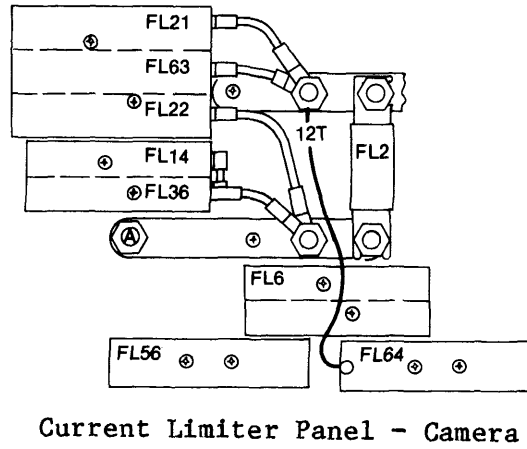 FL21
FL63
FL22
12T
FL2
FL14
FL36
A
FL6
FL56
FL64
Current Limiter Panel - Camera